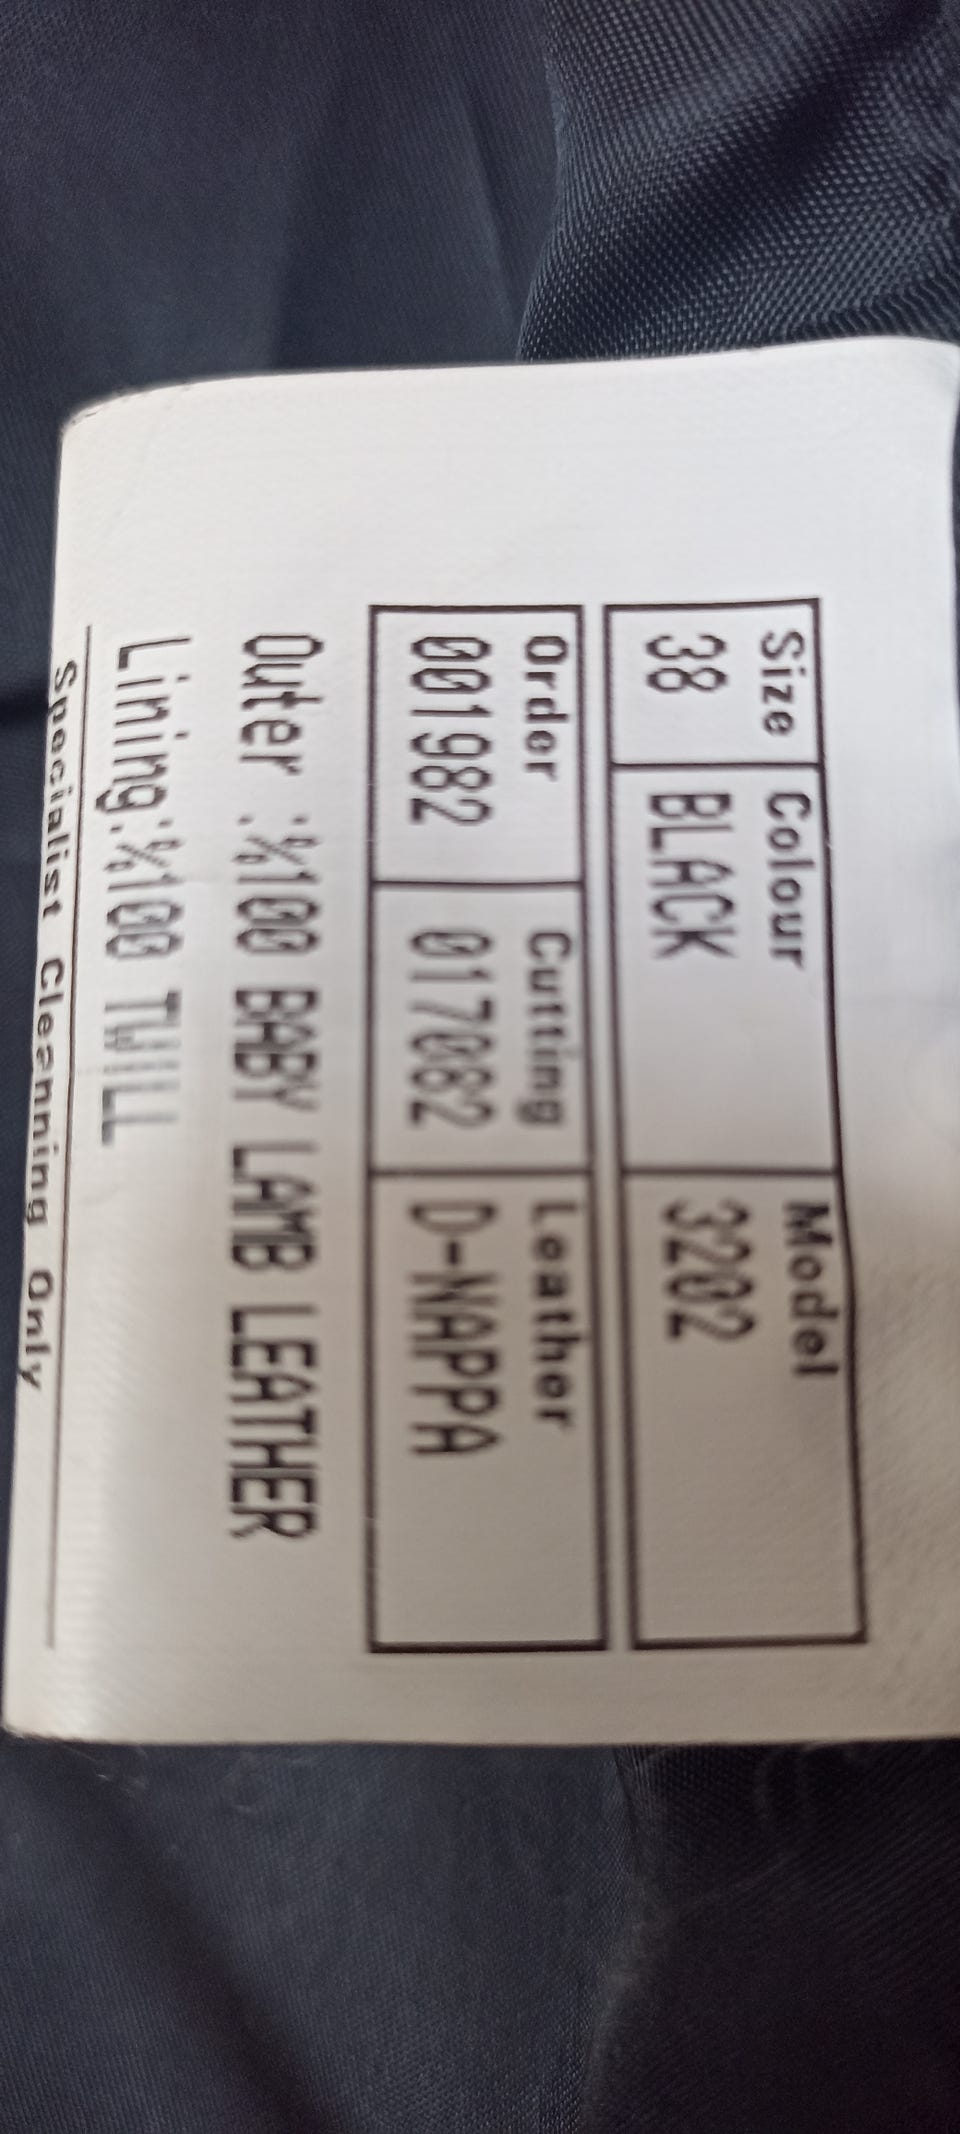 Size Colour Model
38 BLACK 3202
Order Cutting Leather
001982 017082 D-NAPPA
Outer :%100 BABY LAMB LEATHER
Lining:%100 TWILL
Specialist Cleanning Only